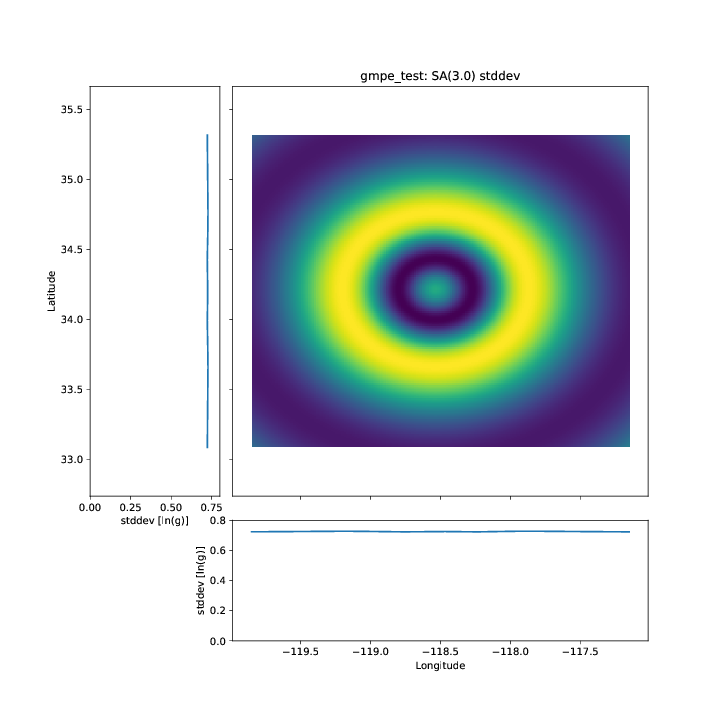 gmpe_test: SA(3.0) stddev
35.5
35.0
34.5
34.0
33.5
33.0
Latitude
0.00 0.25 0.50 0.75
stddev [ln(g)]
0.8
0.6
0.4
0.2
0.0
stddev [ln(g)]
−119.5 −119.0 −118.5 −118.0 −117.5
Longitude